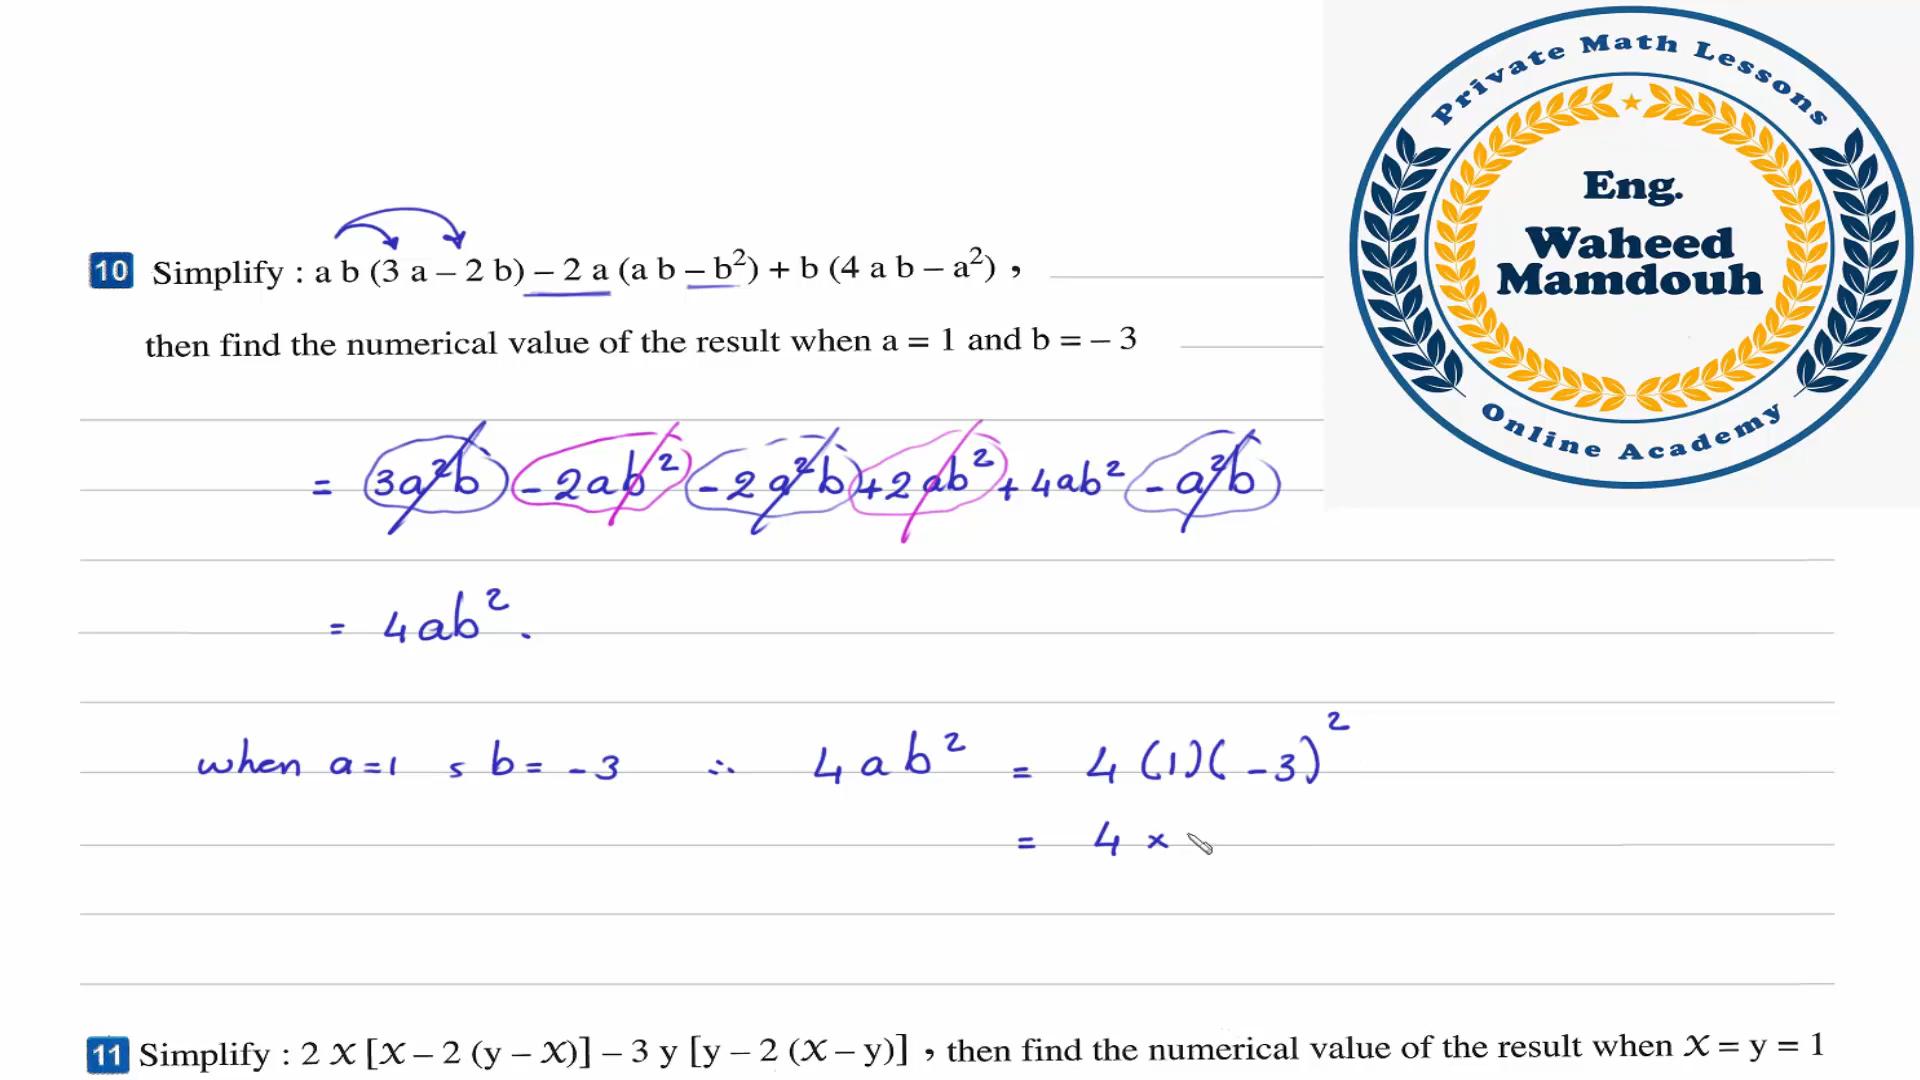 Private Math Lessons
Eng.
Waheed
Mamdouh
Online Academy
10 Simplify : a b (3 a – 2 b) – 2 a (a b – b²) + b (4 a b – a²) ,
then find the numerical value of the result when a = 1 and b = – 3
= 3a²b - 2ab² - 2a²b + 2ab² + 4ab² - a²b
= 4ab².
when a=1 , b= -3 ∴ 4ab² = 4(1)(-3)²
= 4 ×
11 Simplify : 2 X [X – 2 (y – X)] – 3 y [y – 2 (X – y)] , then find the numerical value of the result when X = y = 1